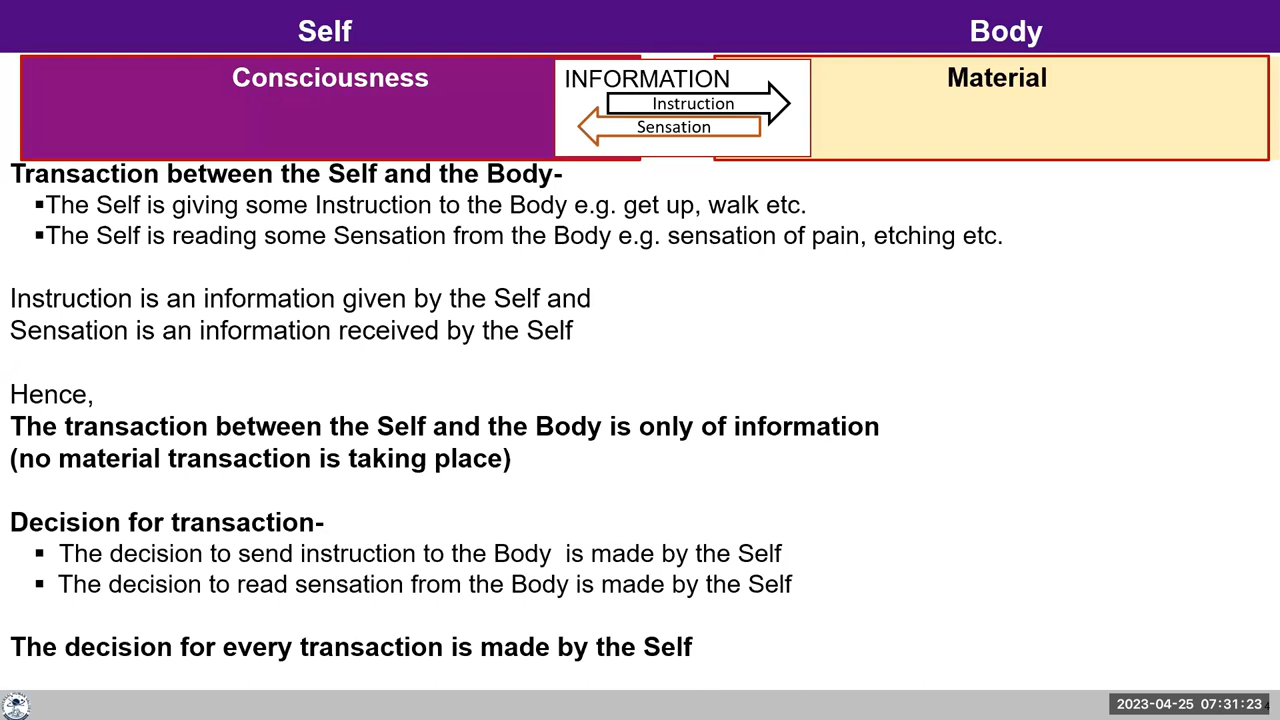 Self
Body
Consciousness
INFORMATION
Instruction
Sensation
Material
Transaction between the Self and the Body-
▪The Self is giving some Instruction to the Body e.g. get up, walk etc.
▪The Self is reading some Sensation from the Body e.g. sensation of pain, etching etc.
Instruction is an information given by the Self and
Sensation is an information received by the Self
Hence,
The transaction between the Self and the Body is only of information
(no material transaction is taking place)
Decision for transaction-
▪ The decision to send instruction to the Body  is made by the Self
▪ The decision to read sensation from the Body is made by the Self
The decision for every transaction is made by the Self
2023-04-25 07:31:23